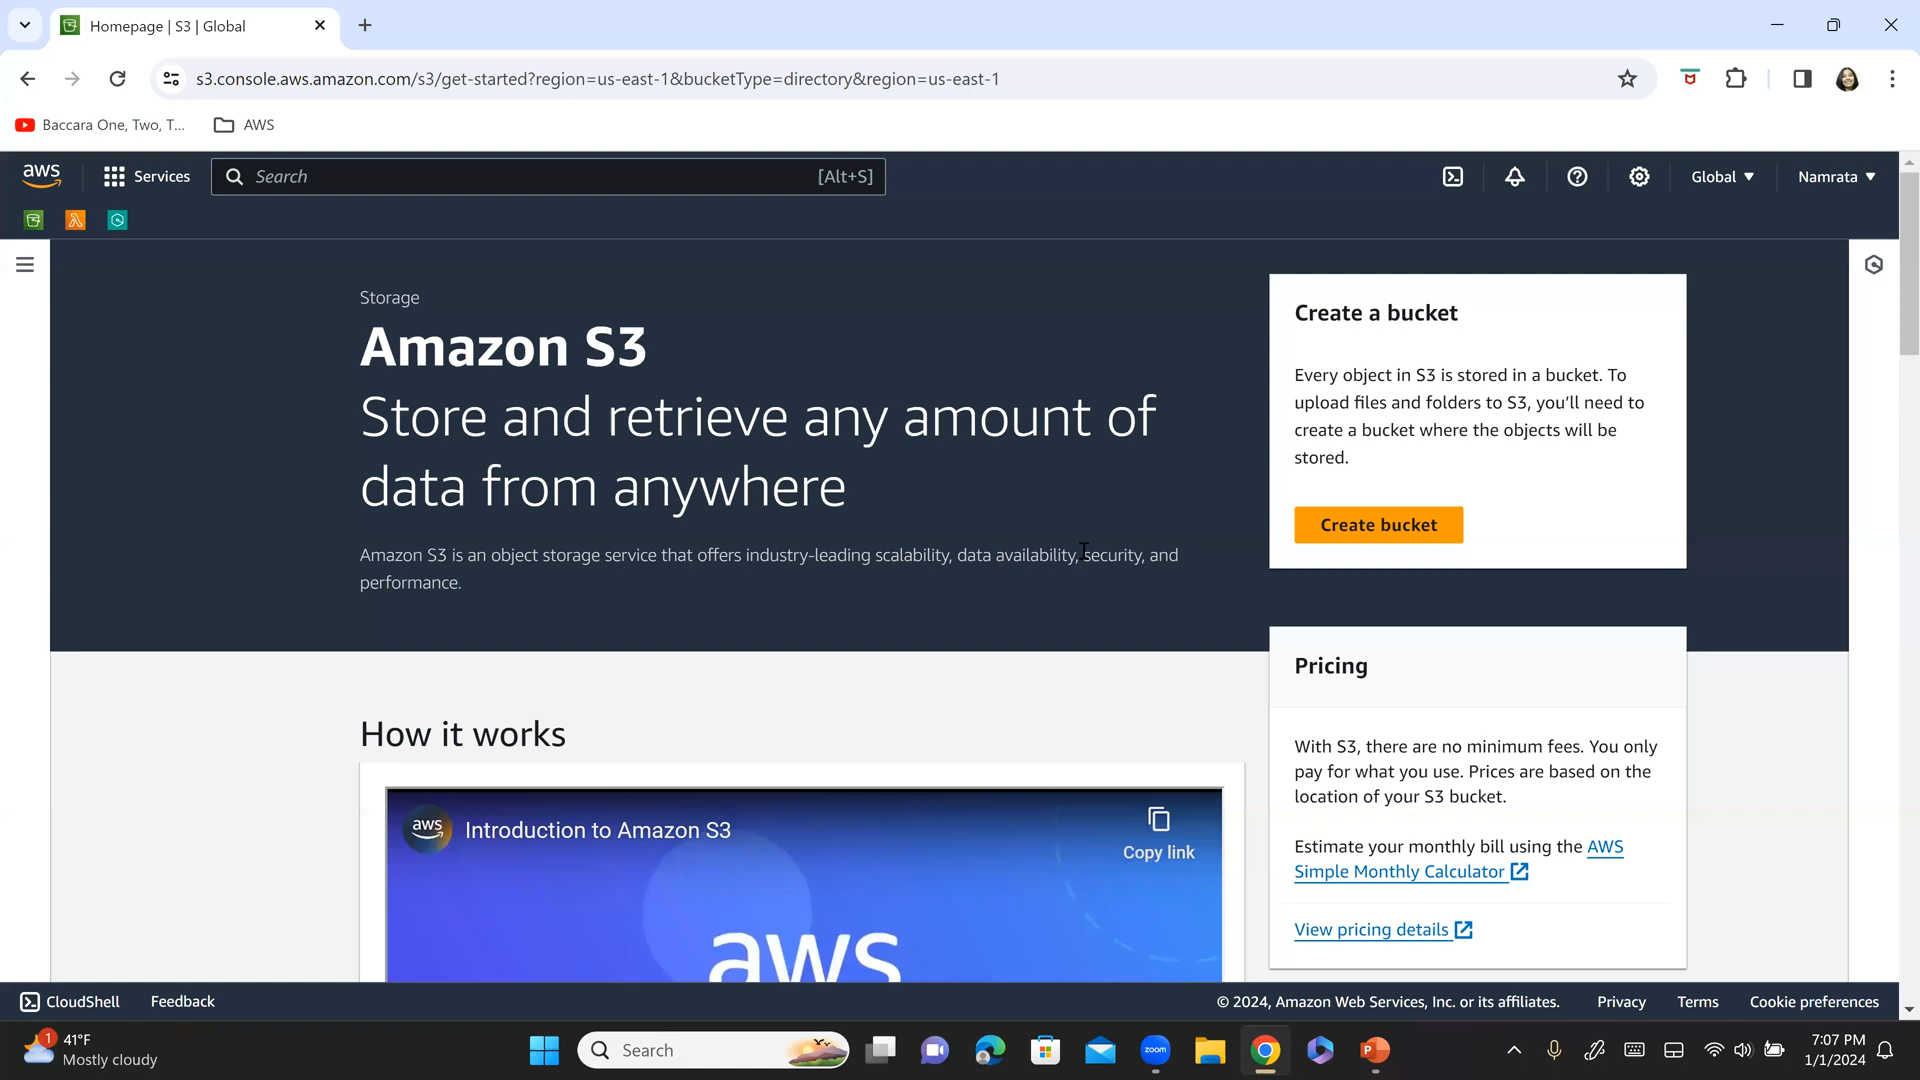 Homepage | S3 | Global
s3.console.aws.amazon.com/s3/get-started?region=us-east-1&bucketType=directory&region=us-east-1
Baccara One, Two, T...
AWS
aws
Services
Search
[Alt+S]
Global
Namrata
Storage
Amazon S3
Store and retrieve any amount of
data from anywhere
Amazon S3 is an object storage service that offers industry-leading scalability, data availability, security, and
performance.
Create a bucket
Every object in S3 is stored in a bucket. To
upload files and folders to S3, you'll need to
create a bucket where the objects will be
stored.
Create bucket
Pricing
With S3, there are no minimum fees. You only
pay for what you use. Prices are based on the
location of your S3 bucket.
Estimate your monthly bill using the AWS
Simple Monthly Calculator
View pricing details
How it works
aws
Introduction to Amazon S3
Copy link
aws
CloudShell
Feedback
© 2024, Amazon Web Services, Inc. or its affiliates.
Privacy
Terms
Cookie preferences
1
41°F
Mostly cloudy
Search
zoom
7:07 PM
1/1/2024